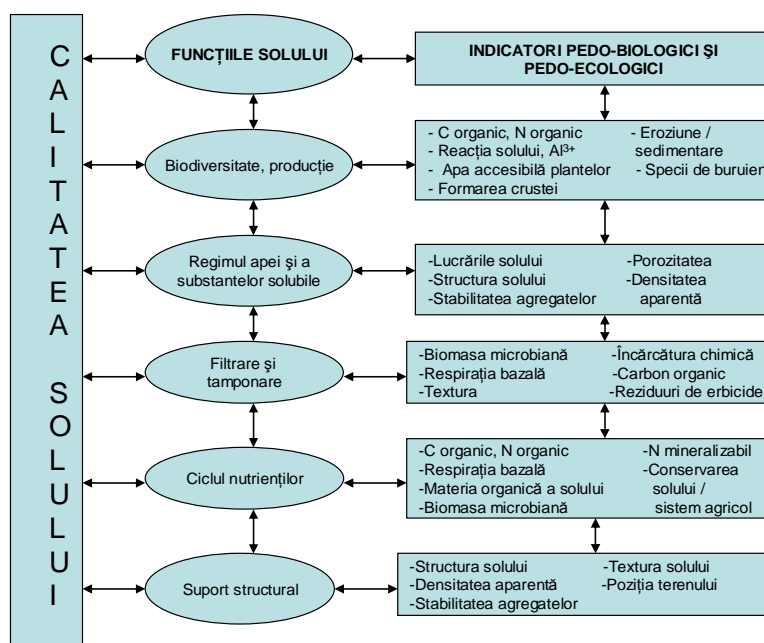 CALITATEA SOLULUI
FUNCȚIILE SOLULUI
INDICATORI PEDO-BIOLOGICI ŞI
PEDO-ECOLOGICI
Biodiversitate, producție
- C organic, N organic
- Reacția solului, Al³⁺
- Apa accesibilă plantelor
- Formarea crustei
- Eroziune /
sedimentare
- Specii de buruien
Regimul apei şi a
substantelor solubile
-Lucrările solului
-Structura solului
-Stabilitatea agregatelor
-Porozitatea
-Densitatea
aparentă
Filtrare şi
tamponare
-Biomasa microbiană
-Respirația bazală
-Textura
-Încărcătura chimică
-Carbon organic
-Reziduuri de erbicide
Ciclul nutrienților
-C organic, N organic
-Respirația bazală
-Materia organică a solului
-Biomasa microbiană
-N mineralizabil
-Conservarea
solului /
sistem agricol
Suport structural
-Structura solului
-Densitatea aparentă
-Stabilitatea agregatelor
-Textura solului
-Poziția terenului